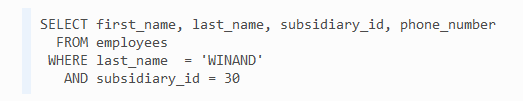 SELECT first_name, last_name, subsidiary_id, phone_number
  FROM employees
 WHERE last_name  = 'WINAND'
   AND subsidiary_id = 30